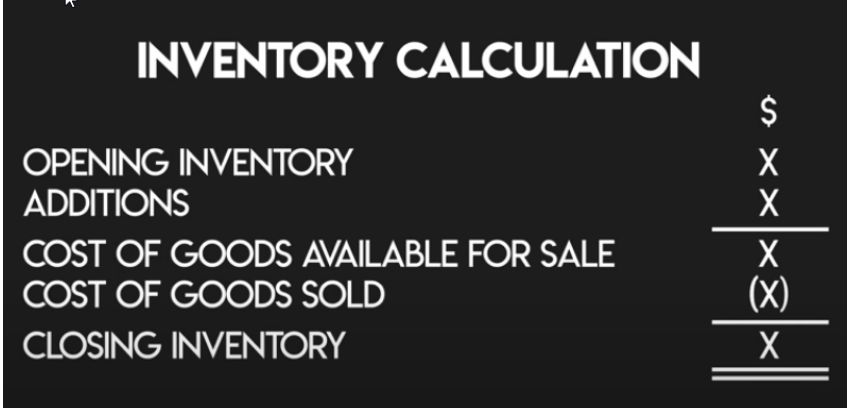 INVENTORY CALCULATION
$
OPENING INVENTORY X
ADDITIONS X
COST OF GOODS AVAILABLE FOR SALE X
COST OF GOODS SOLD (X)
CLOSING INVENTORY X